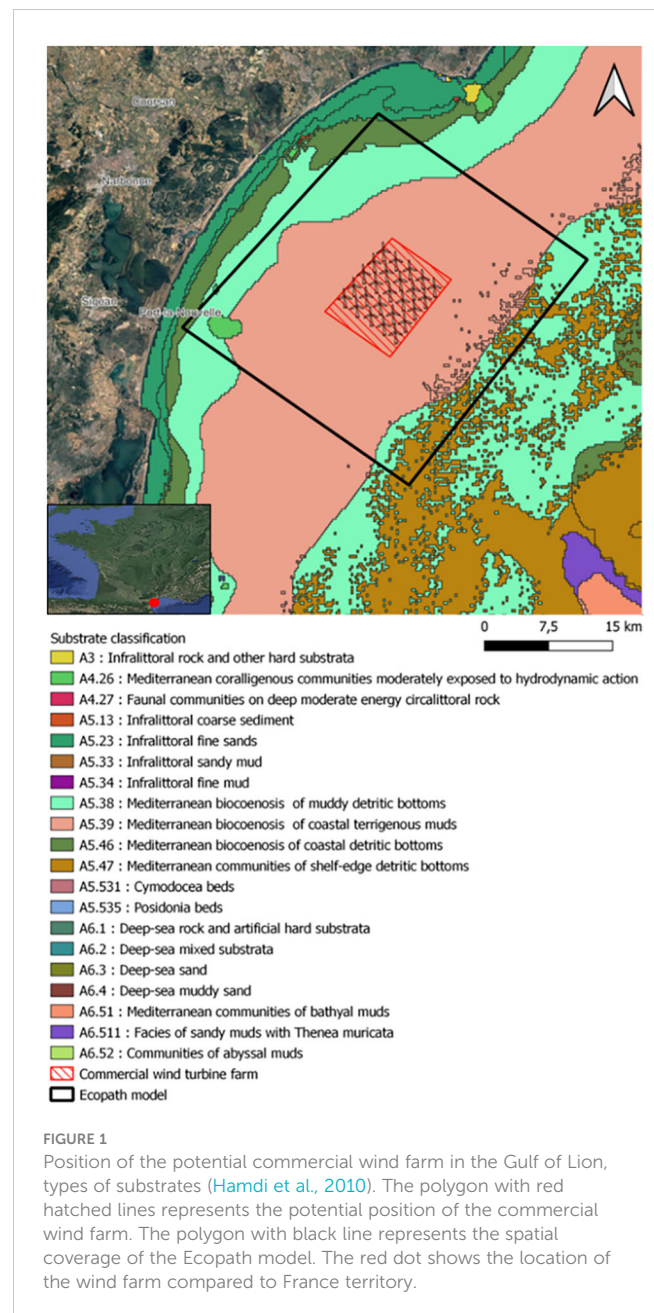 Coursan
Narbonne
Sigean
Port-la-Nouvelle
0 7,5 15 km
Substrate classification
A3 : Infralittoral rock and other hard substrata
A4.26 : Mediterranean coralligenous communities moderately exposed to hydrodynamic action
A4.27 : Faunal communities on deep moderate energy circalittoral rock
A5.13 : Infralittoral coarse sediment
A5.23 : Infralittoral fine sands
A5.33 : Infralittoral sandy mud
A5.34 : Infralittoral fine mud
A5.38 : Mediterranean biocoenosis of muddy detritic bottoms
A5.39 : Mediterranean biocoenosis of coastal terrigenous muds
A5.46 : Mediterranean biocoenosis of coastal detritic bottoms
A5.47 : Mediterranean communities of shelf-edge detritic bottoms
A5.531 : Cymodocea beds
A5.535 : Posidonia beds
A6.1 : Deep-sea rock and artificial hard substrata
A6.2 : Deep-sea mixed substrata
A6.3 : Deep-sea sand
A6.4 : Deep-sea muddy sand
A6.51 : Mediterranean communities of bathyal muds
A6.511 : Facies of sandy muds with Thenea muricata
A6.52 : Communities of abyssal muds
Commercial wind turbine farm
Ecopath model
FIGURE 1
Position of the potential commercial wind farm in the Gulf of Lion,
types of substrates (Hamdi et al., 2010). The polygon with red
hatched lines represents the potential position of the commercial
wind farm. The polygon with black line represents the spatial
coverage of the Ecopath model. The red dot shows the location of
the wind farm compared to France territory.